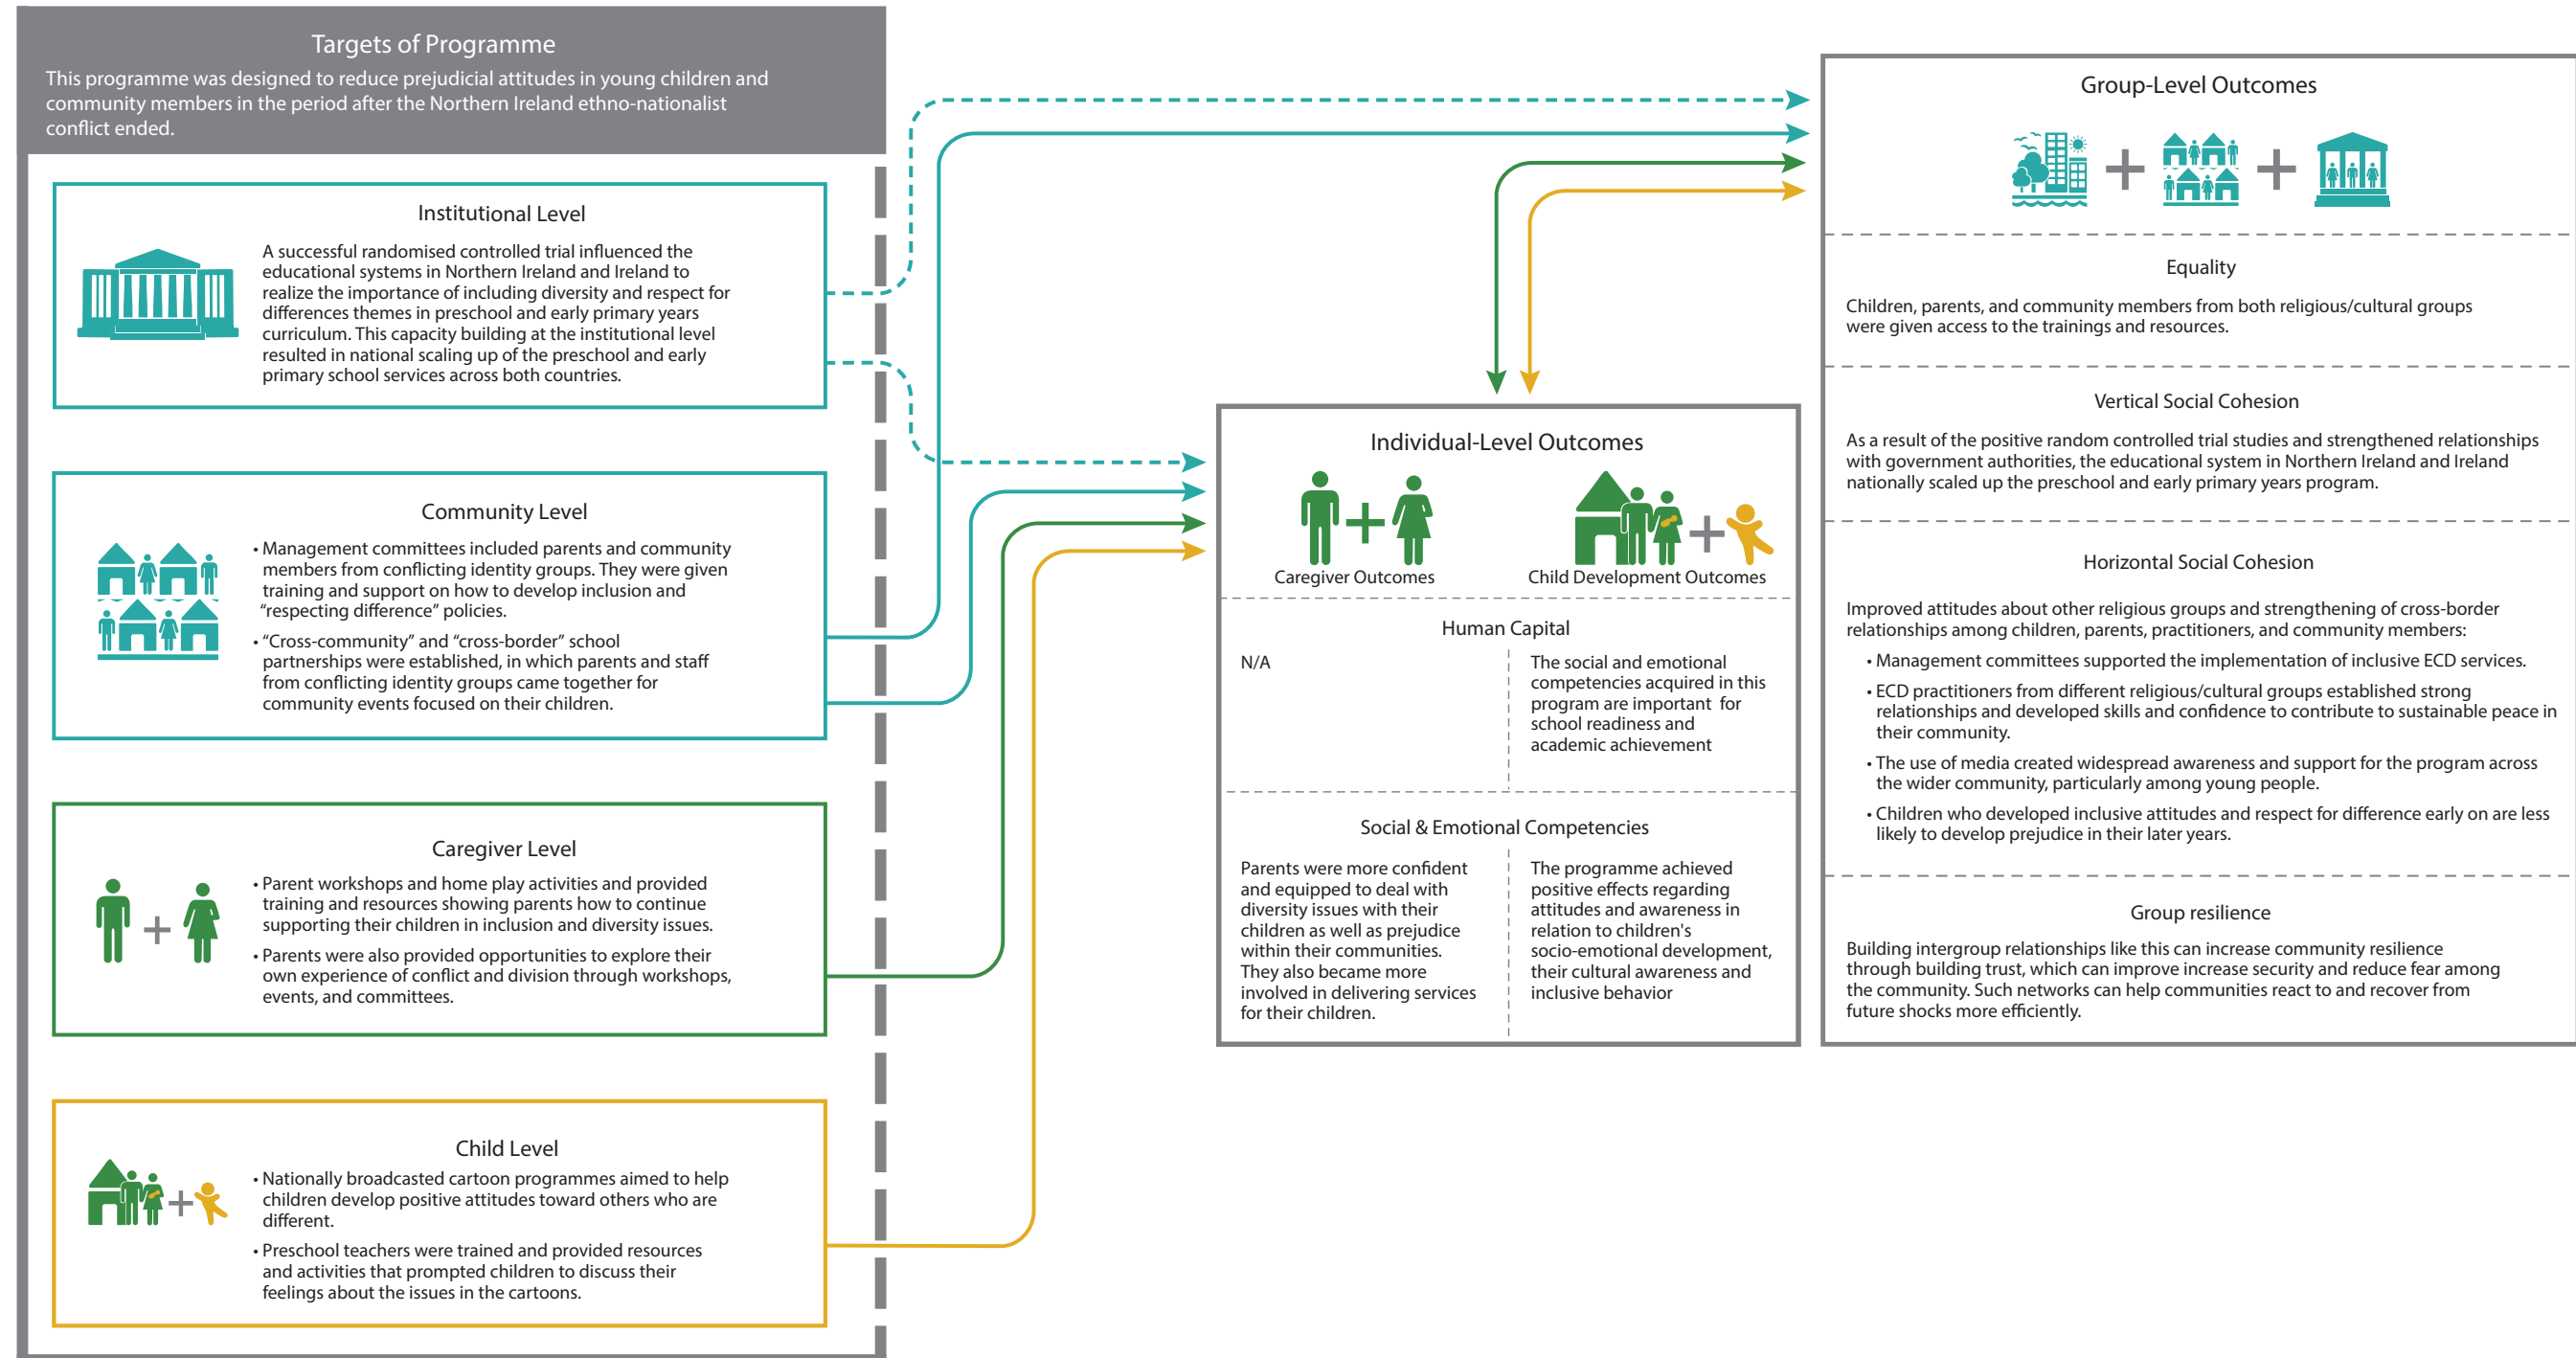 Targets of Programme
This programme was designed to reduce prejudicial attitudes in young children and
community members in the period after the Northern Ireland ethno-nationalist
conflict ended.
Institutional Level
A successful randomised controlled trial influenced the
educational systems in Northern Ireland and Ireland to
realize the importance of including diversity and respect for
differences themes in preschool and early primary years
curriculum. This capacity building at the institutional level
resulted in national scaling up of the preschool and early
primary school services across both countries.
Community Level
• Management committees included parents and community
members from conflicting identity groups. They were given
training and support on how to develop inclusion and
“respecting difference” policies.
• “Cross-community” and “cross-border” school
partnerships were established, in which parents and staff
from conflicting identity groups came together for
community events focused on their children.
Caregiver Level
• Parent workshops and home play activities and provided
training and resources showing parents how to continue
supporting their children in inclusion and diversity issues.
• Parents were also provided opportunities to explore their
own experience of conflict and division through workshops,
events, and committees.
Child Level
• Nationally broadcasted cartoon programmes aimed to help
children develop positive attitudes toward others who are
different.
• Preschool teachers were trained and provided resources
and activities that prompted children to discuss their
feelings about the issues in the cartoons.
Individual-Level Outcomes
Caregiver Outcomes
Child Development Outcomes
Human Capital
N/A
The social and emotional
competencies acquired in this
program are important for
school readiness and
academic achievement
Social & Emotional Competencies
Parents were more confident
and equipped to deal with
diversity issues with their
children as well as prejudice
within their communities.
They also became more
involved in delivering services
for their children.
The programme achieved
positive effects regarding
attitudes and awareness in
relation to children's
socio-emotional development,
their cultural awareness and
inclusive behavior
Group-Level Outcomes
Equality
Children, parents, and community members from both religious/cultural groups
were given access to the trainings and resources.
Vertical Social Cohesion
As a result of the positive random controlled trial studies and strengthened relationships
with government authorities, the educational system in Northern Ireland and Ireland
nationally scaled up the preschool and early primary years program.
Horizontal Social Cohesion
Improved attitudes about other religious groups and strengthening of cross-border
relationships among children, parents, practitioners, and community members:
• Management committees supported the implementation of inclusive ECD services.
• ECD practitioners from different religious/cultural groups established strong
relationships and developed skills and confidence to contribute to sustainable peace in
their community.
• The use of media created widespread awareness and support for the program across
the wider community, particularly among young people.
• Children who developed inclusive attitudes and respect for difference early on are less
likely to develop prejudice in their later years.
Group resilience
Building intergroup relationships like this can increase community resilience
through building trust, which can improve increase security and reduce fear among
the community. Such networks can help communities react to and recover from
future shocks more efficiently.